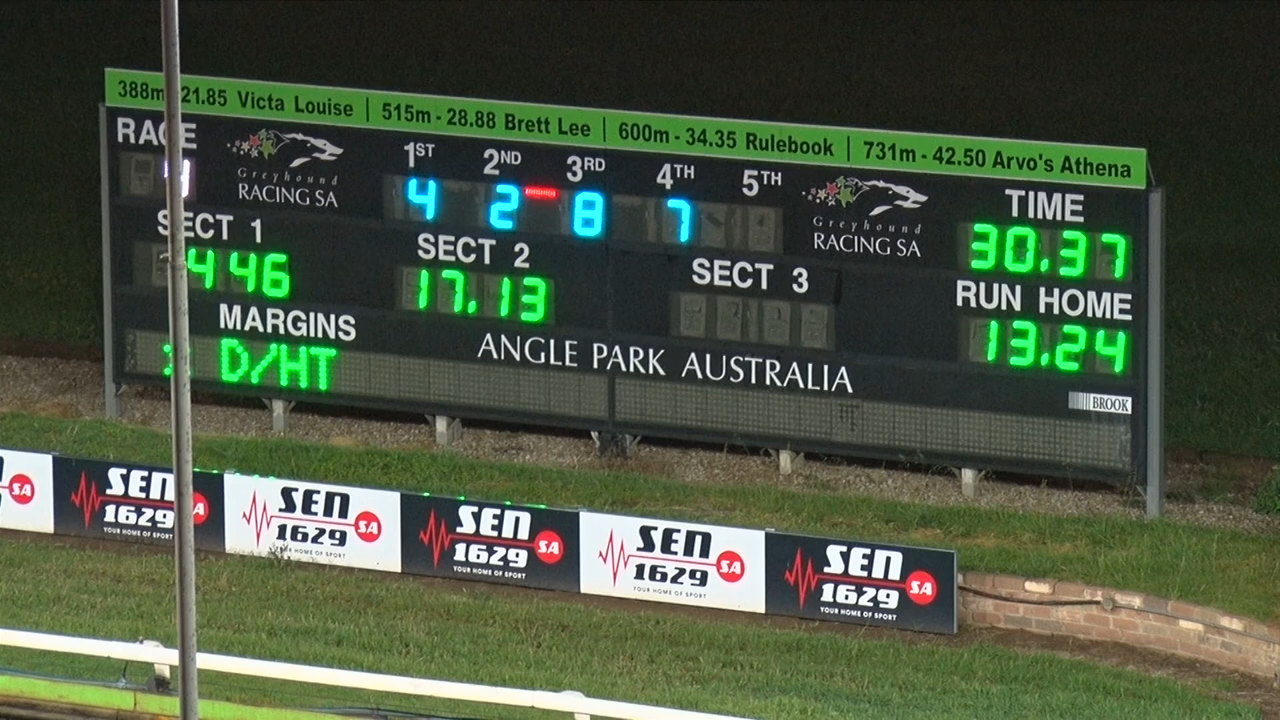 388m 21.85 Victa Louise | 515m - 28.88 Brett Lee | 600m - 34.35 Rulebook | 731m - 42.50 Arvo's Athena
RACE
4
Greyhound
RACING SA
1ST 2ND 3RD 4TH 5TH
4 2 8 7
Greyhound
RACING SA
TIME
30.37
SECT 1
4 46
SECT 2
17.13
SECT 3
RUN HOME
13.24
MARGINS
D/HT
ANGLE PARK AUSTRALIA
BROOK
SA
SEN
1629
YOUR HOME OF SPORT
SEN
1629 SA
YOUR HOME OF SPORT
SEN
1629 SA
YOUR HOME OF SPORT
SEN
1629 SA
YOUR HOME OF SPORT
SEN
1629 SA
YOUR HOME OF SPORT